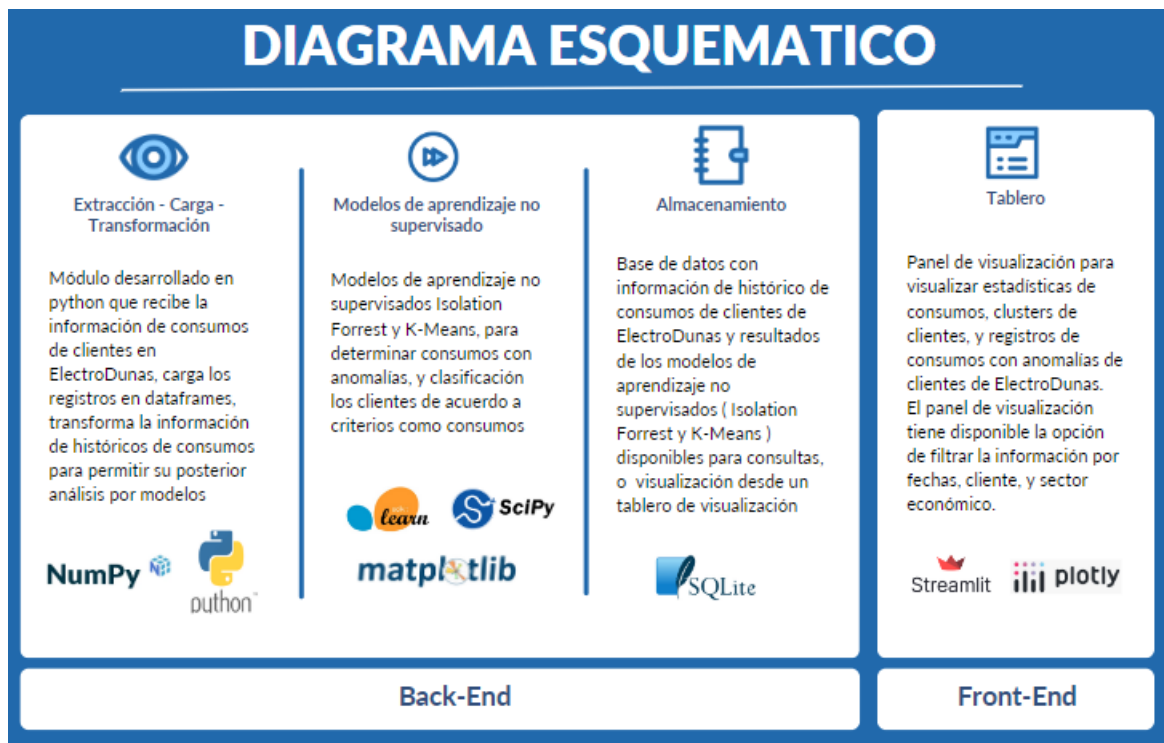 DIAGRAMA ESQUEMATICO
Extracción - Carga -
Transformación
Módulo desarrollado en
python que recibe la
información de consumos
de clientes en
ElectroDunas, carga los
registros en dataframes,
transforma la información
de históricos de consumos
para permitir su posterior
análisis por modelos
NumPy
python
Modelos de aprendizaje no
supervisado
Modelos de aprendizaje no
supervisados Isolation
Forrest y K-Means, para
determinar consumos con
anomalías, y clasificación
los clientes de acuerdo a
criterios como consumos
learn
SciPy
matplotlib
Almacenamiento
Base de datos con
información de histórico de
consumos de clientes de
ElectroDunas y resultados
de los modelos de
aprendizaje no
supervisados ( Isolation
Forrest y K-Means )
disponibles para consultas,
o visualización desde un
tablero de visualización
SQLite
Tablero
Panel de visualización para
visualizar estadísticas de
consumos, clusters de
clientes, y registros de
consumos con anomalías de
clientes de ElectroDunas.
El panel de visualización
tiene disponible la opción
de filtrar la información por
fechas, cliente, y sector
económico.
Streamlit
plotly
Back-End
Front-End